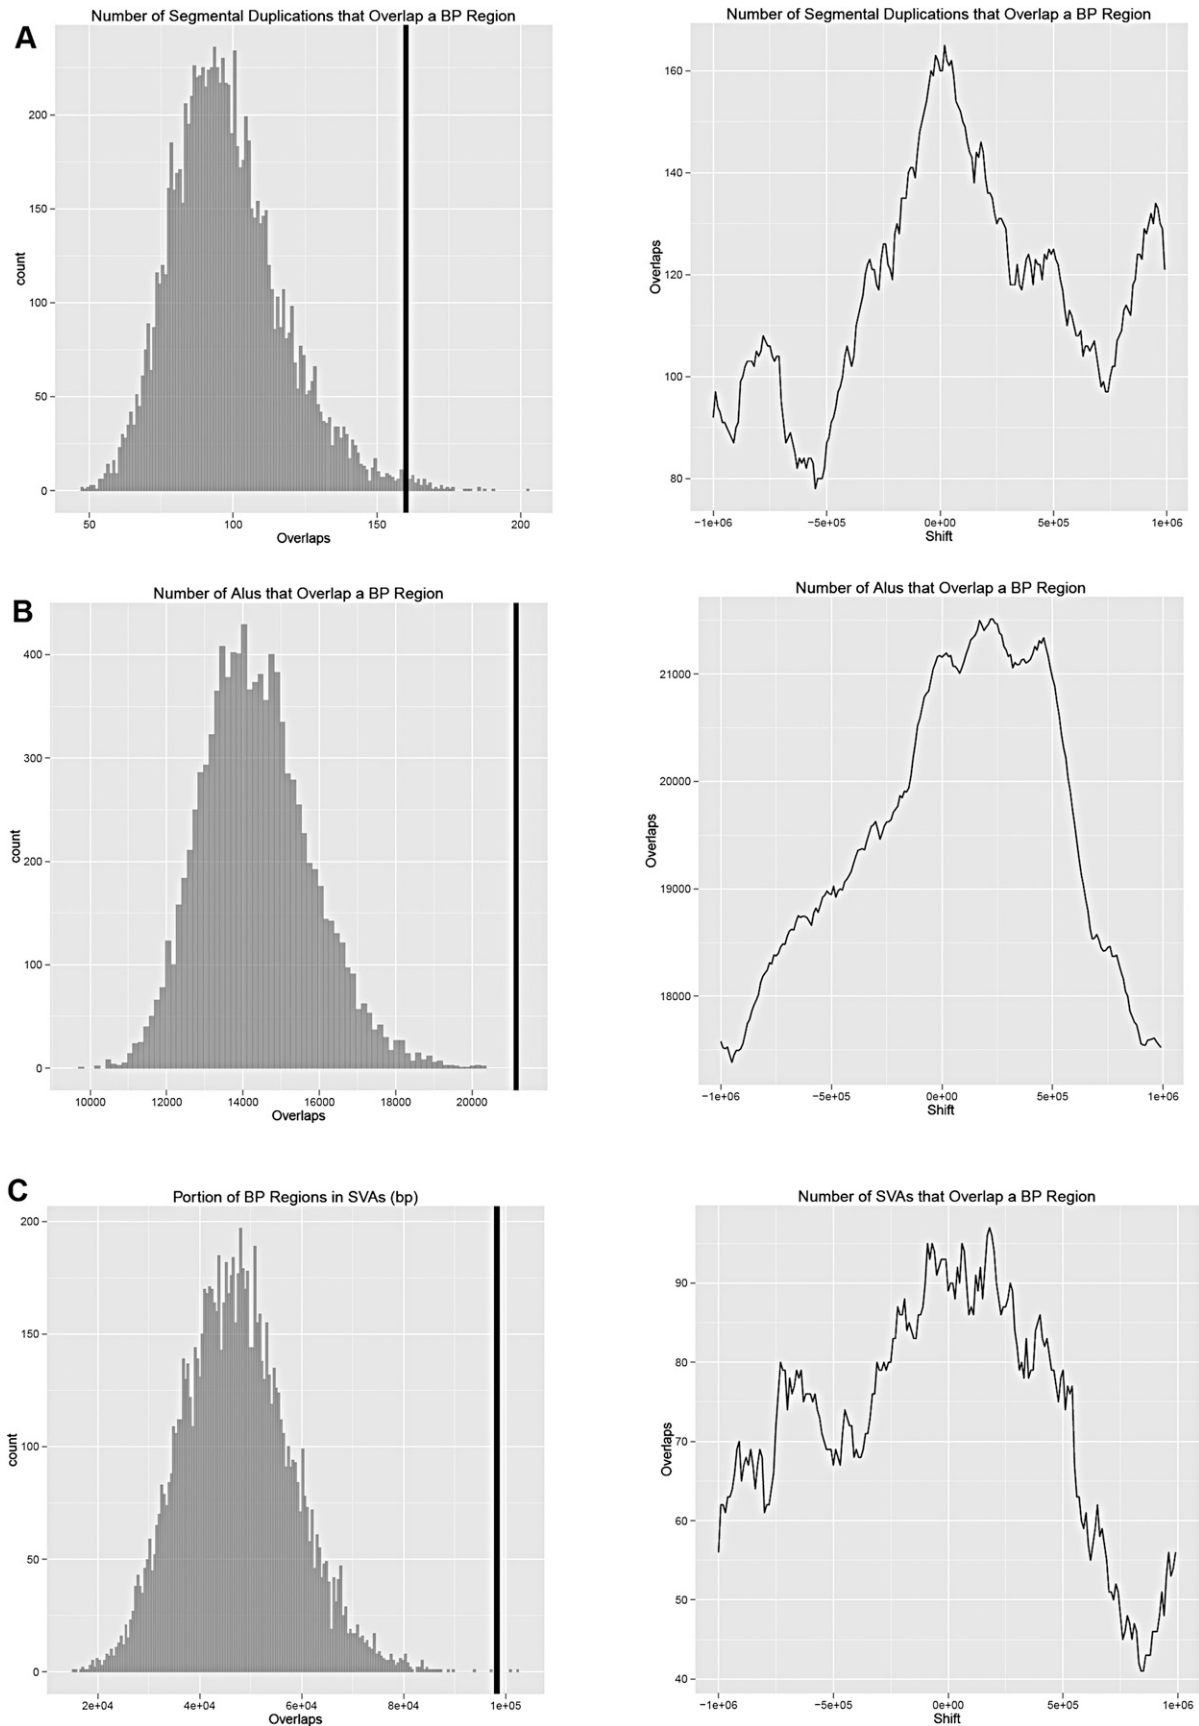 A
Number of Segmental Duplications that Overlap a BP Region
200
150
100
50
0
count
50 100 150 200
Overlaps
Number of Segmental Duplications that Overlap a BP Region
160
140
120
100
80
Overlaps
−1e+06 −5e+05 0e+00 5e+05 1e+06
Shift
B
Number of Alus that Overlap a BP Region
400
300
200
100
0
count
10000 12000 14000 16000 18000 20000
Overlaps
Number of Alus that Overlap a BP Region
21000
20000
19000
18000
Overlaps
−1e+06 −5e+05 0e+00 5e+05 1e+06
Shift
C
Portion of BP Regions in SVAs (bp)
200
150
100
50
0
count
2e+04 4e+04 6e+04 8e+04 1e+05
Overlaps
Number of SVAs that Overlap a BP Region
90
80
70
60
50
40
Overlaps
−1e+06 −5e+05 0e+00 5e+05 1e+06
Shift